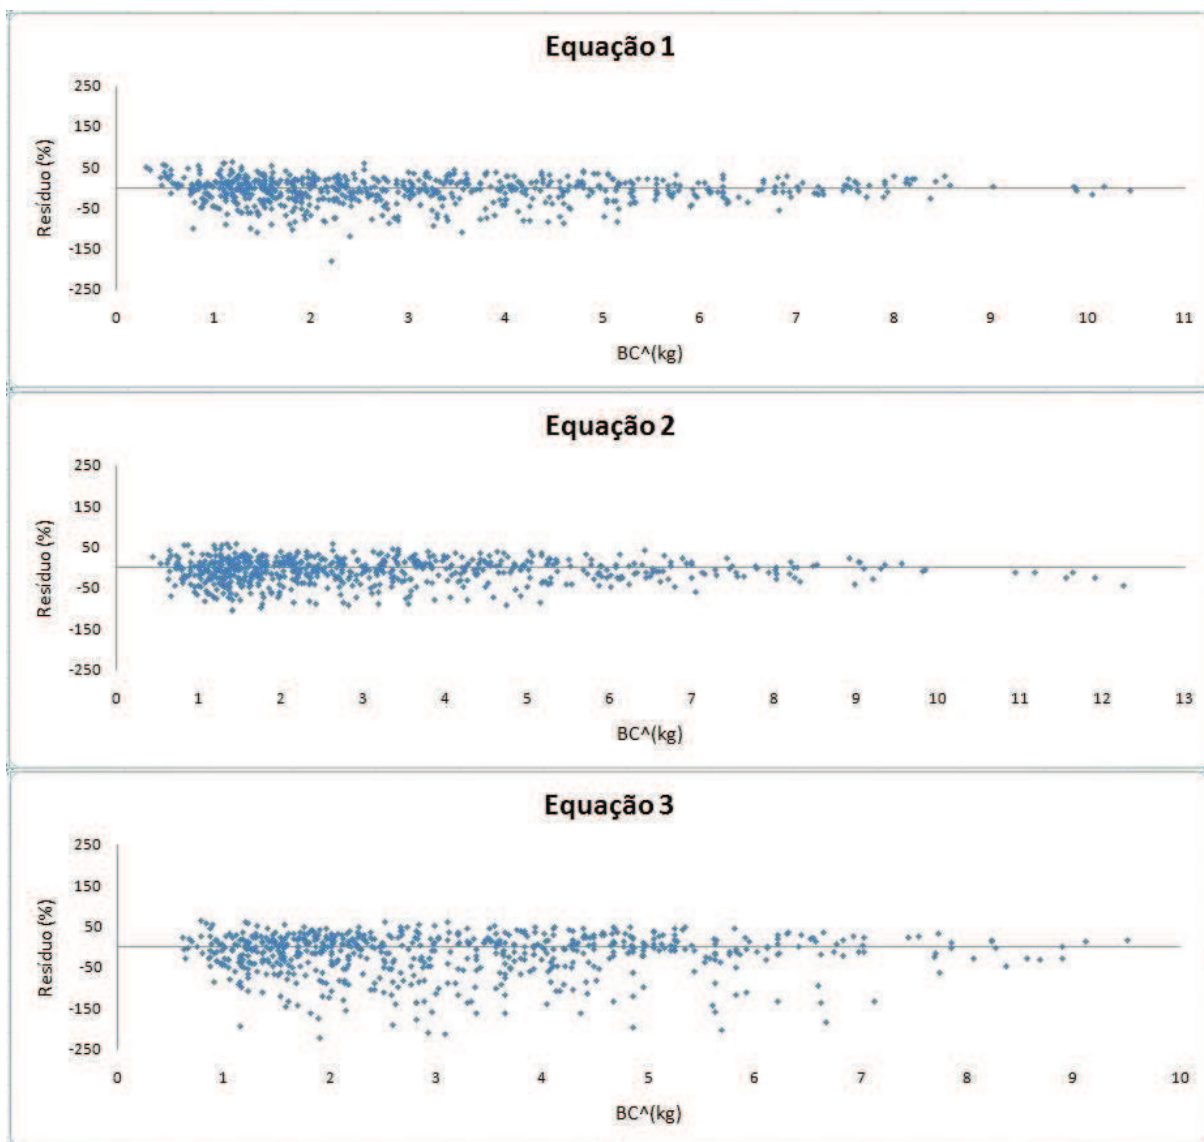 Equação 1
250
150
50
-50
-150
-250
Resíduo (%)
0 1 2 3 4 5 6 7 8 9 10 11
BC^(kg)
Equação 2
250
150
50
-50
-150
-250
Resíduo (%)
0 1 2 3 4 5 6 7 8 9 10 11 12 13
BC^(kg)
Equação 3
250
150
50
-50
-150
-250
Resíduo (%)
0 1 2 3 4 5 6 7 8 9 10
BC^(kg)